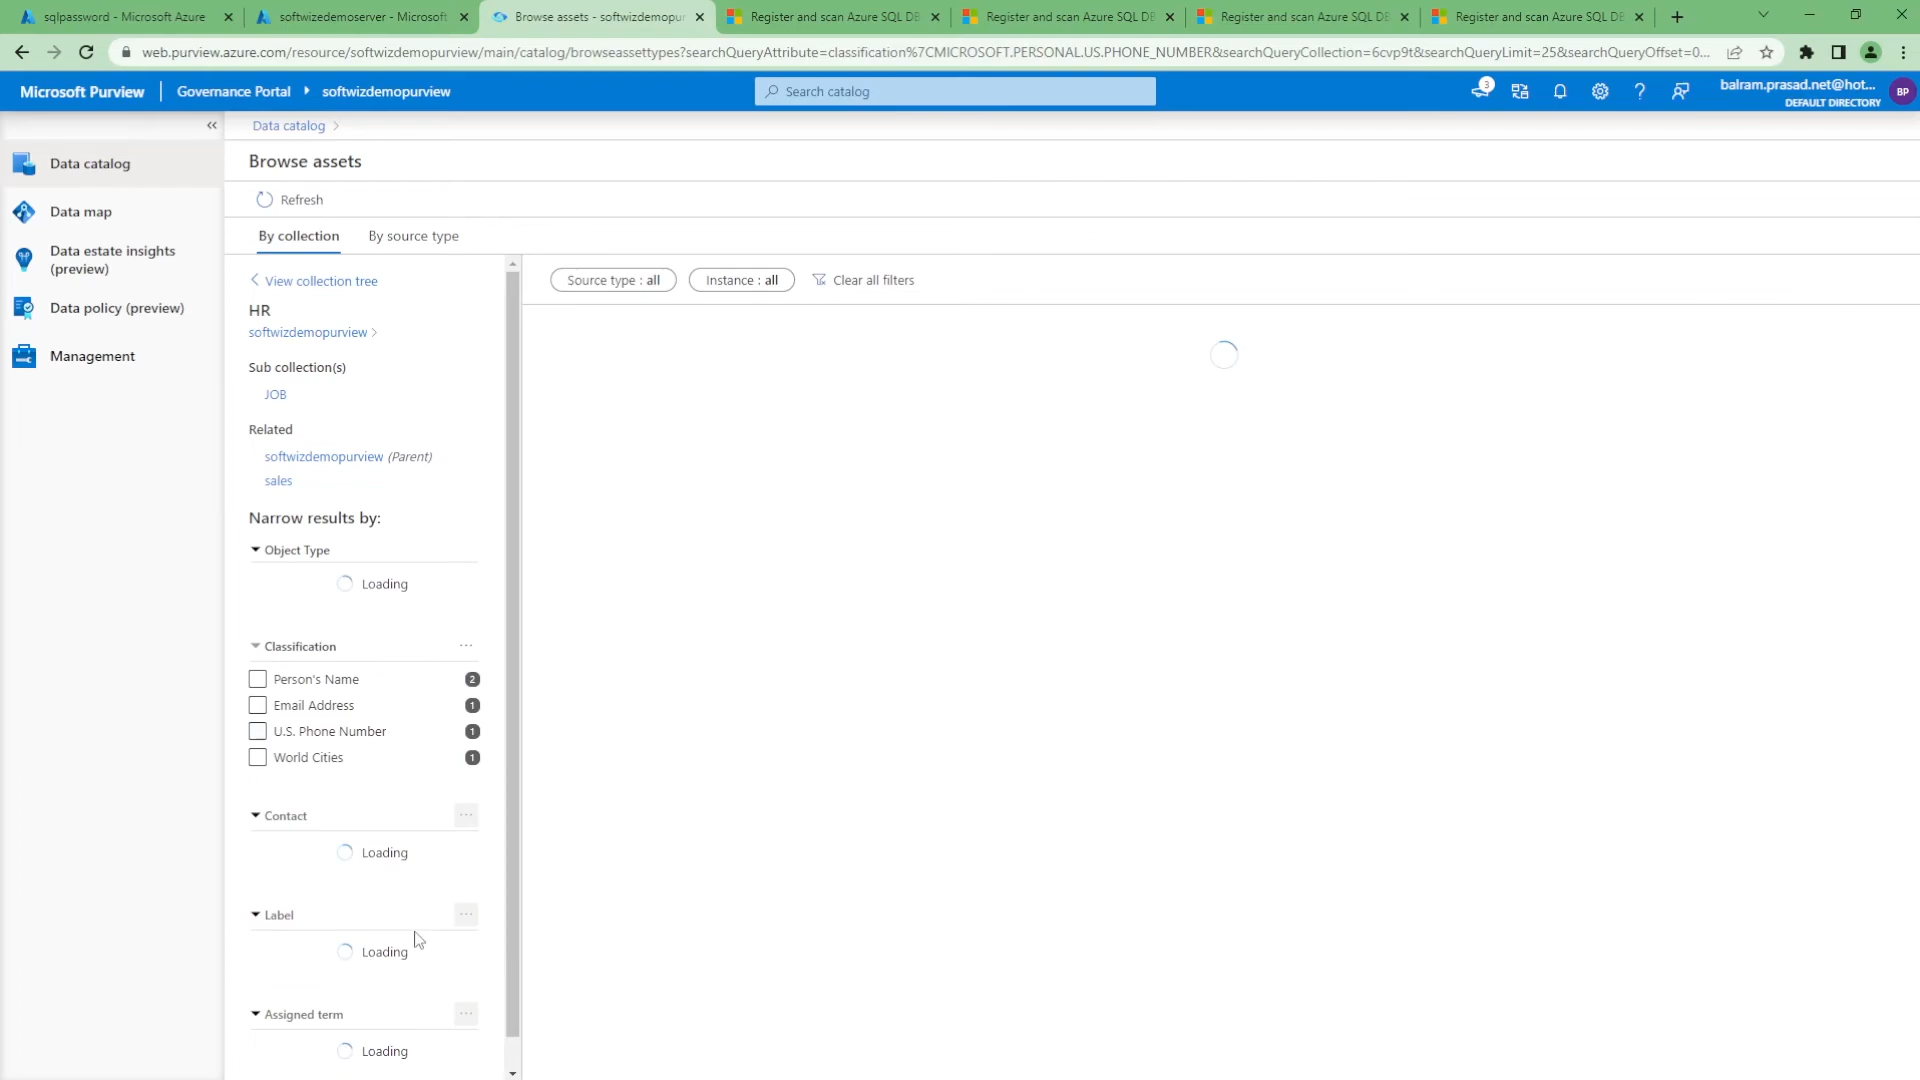 sqlpassword - Microsoft Azure
softwizedemoserver - Microsoft
Browse assets - softwizdemopur
Register and scan Azure SQL DB
Register and scan Azure SQL DB
Register and scan Azure SQL DB
Register and scan Azure SQL DB
web.purview.azure.com/resource/softwizdemopurview/main/catalog/browseassettypes?searchQueryAttribute=classification%7CMICROSOFT.PERSONAL.US.PHONE_NUMBER&searchQueryCollection=6cvp9t&searchQueryLimit=25&searchQueryOffset=0...
Microsoft Purview
Governance Portal
softwizdemopurview
Search catalog
3
balram.prasad.net@hot...
DEFAULT DIRECTORY
BP
Data catalog
Data map
Data estate insights
(preview)
Data policy (preview)
Management
Data catalog
Browse assets
Refresh
By collection
By source type
View collection tree
HR
softwizdemopurview
Sub collection(s)
JOB
Related
softwizdemopurview (Parent)
sales
Narrow results by:
Object Type
Loading
Classification
Person's Name 2
Email Address 1
U.S. Phone Number 1
World Cities 1
Contact
Loading
Label
Loading
Assigned term
Loading
Source type : all
Instance : all
Clear all filters